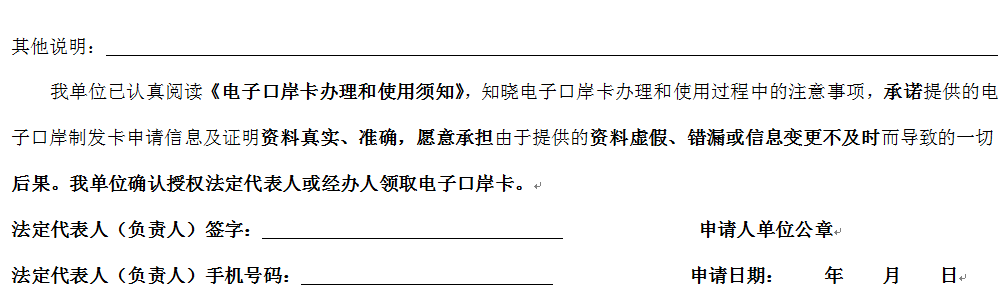 其他说明：
我单位已认真阅读《电子口岸卡办理和使用须知》，知晓电子口岸卡办理和使用过程中的注意事项，承诺提供的电
子口岸制发卡申请信息及证明资料真实、准确，愿意承担由于提供的资料虚假、错漏或信息变更不及时而导致的一切
后果。我单位确认授权法定代表人或经办人领取电子口岸卡。
法定代表人（负责人）签字： 申请人单位公章
法定代表人（负责人）手机号码： 申请日期： 年 月 日